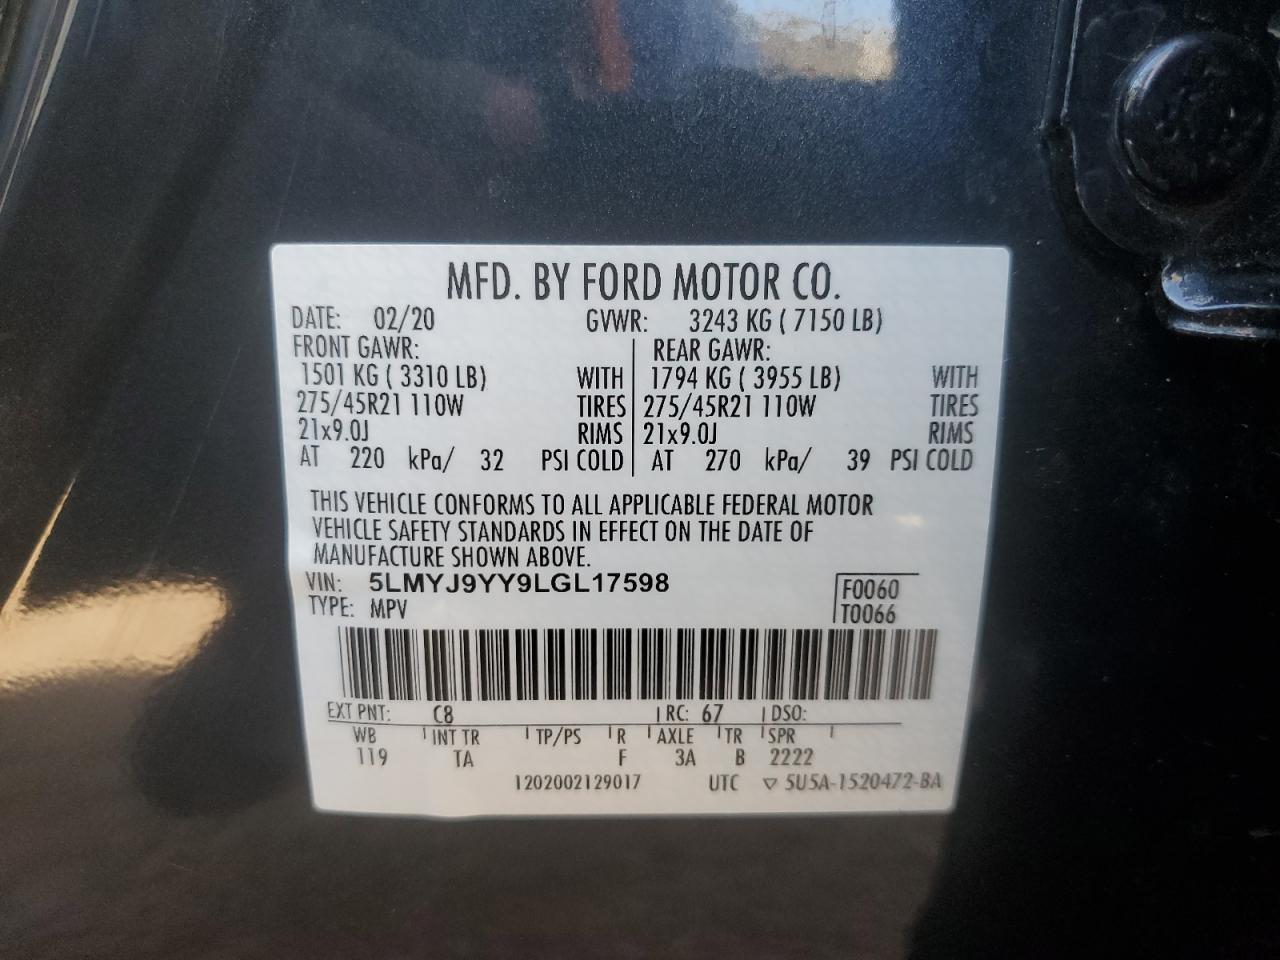 MFD. BY FORD MOTOR CO.
DATE: 02/20 GVWR: 3243 KG ( 7150 LB)
FRONT GAWR: REAR GAWR:
1501 KG ( 3310 LB) WITH 1794 KG ( 3955 LB) WITH
275/45R21 110W TIRES 275/45R21 110W TIRES
21x9.0J RIMS 21x9.0J RIMS
AT 220 kPa/ 32 PSI COLD AT 270 kPa/ 39 PSI COLD
THIS VEHICLE CONFORMS TO ALL APPLICABLE FEDERAL MOTOR
VEHICLE SAFETY STANDARDS IN EFFECT ON THE DATE OF
MANUFACTURE SHOWN ABOVE.
VIN: 5LMYJ9YY9LGL17598 F0060
TYPE: MPV T0066
EXT PNT: C8 RC: 67 DSO:
WB INT TR TP/PS R AXLE TR SPR
119 TA F 3A B 2222
1202002129017 UTC ▽ 5U5A-1520472-BA